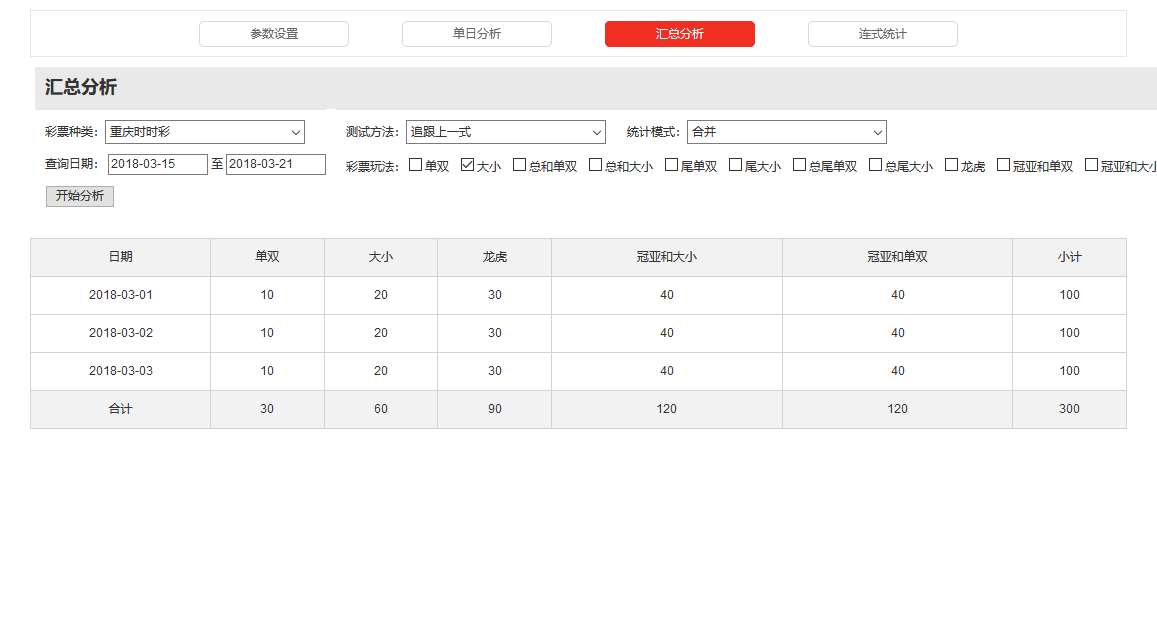 参数设置 单日分析 汇总分析 连式统计
汇总分析
彩票种类： 重庆时时彩 测试方法： 追跟上一式 统计模式： 合并
查询日期： 2018-03-15 至 2018-03-21 彩票玩法： 单双 大小 总和单双 总和大小 尾单双 尾大小 总尾单双 总尾大小 龙虎 冠亚和单双 冠亚和大小
开始分析
日期 单双 大小 龙虎 冠亚和大小 冠亚和单双 小计
2018-03-01 10 20 30 40 40 100
2018-03-02 10 20 30 40 40 100
2018-03-03 10 20 30 40 40 100
合计 30 60 90 120 120 300